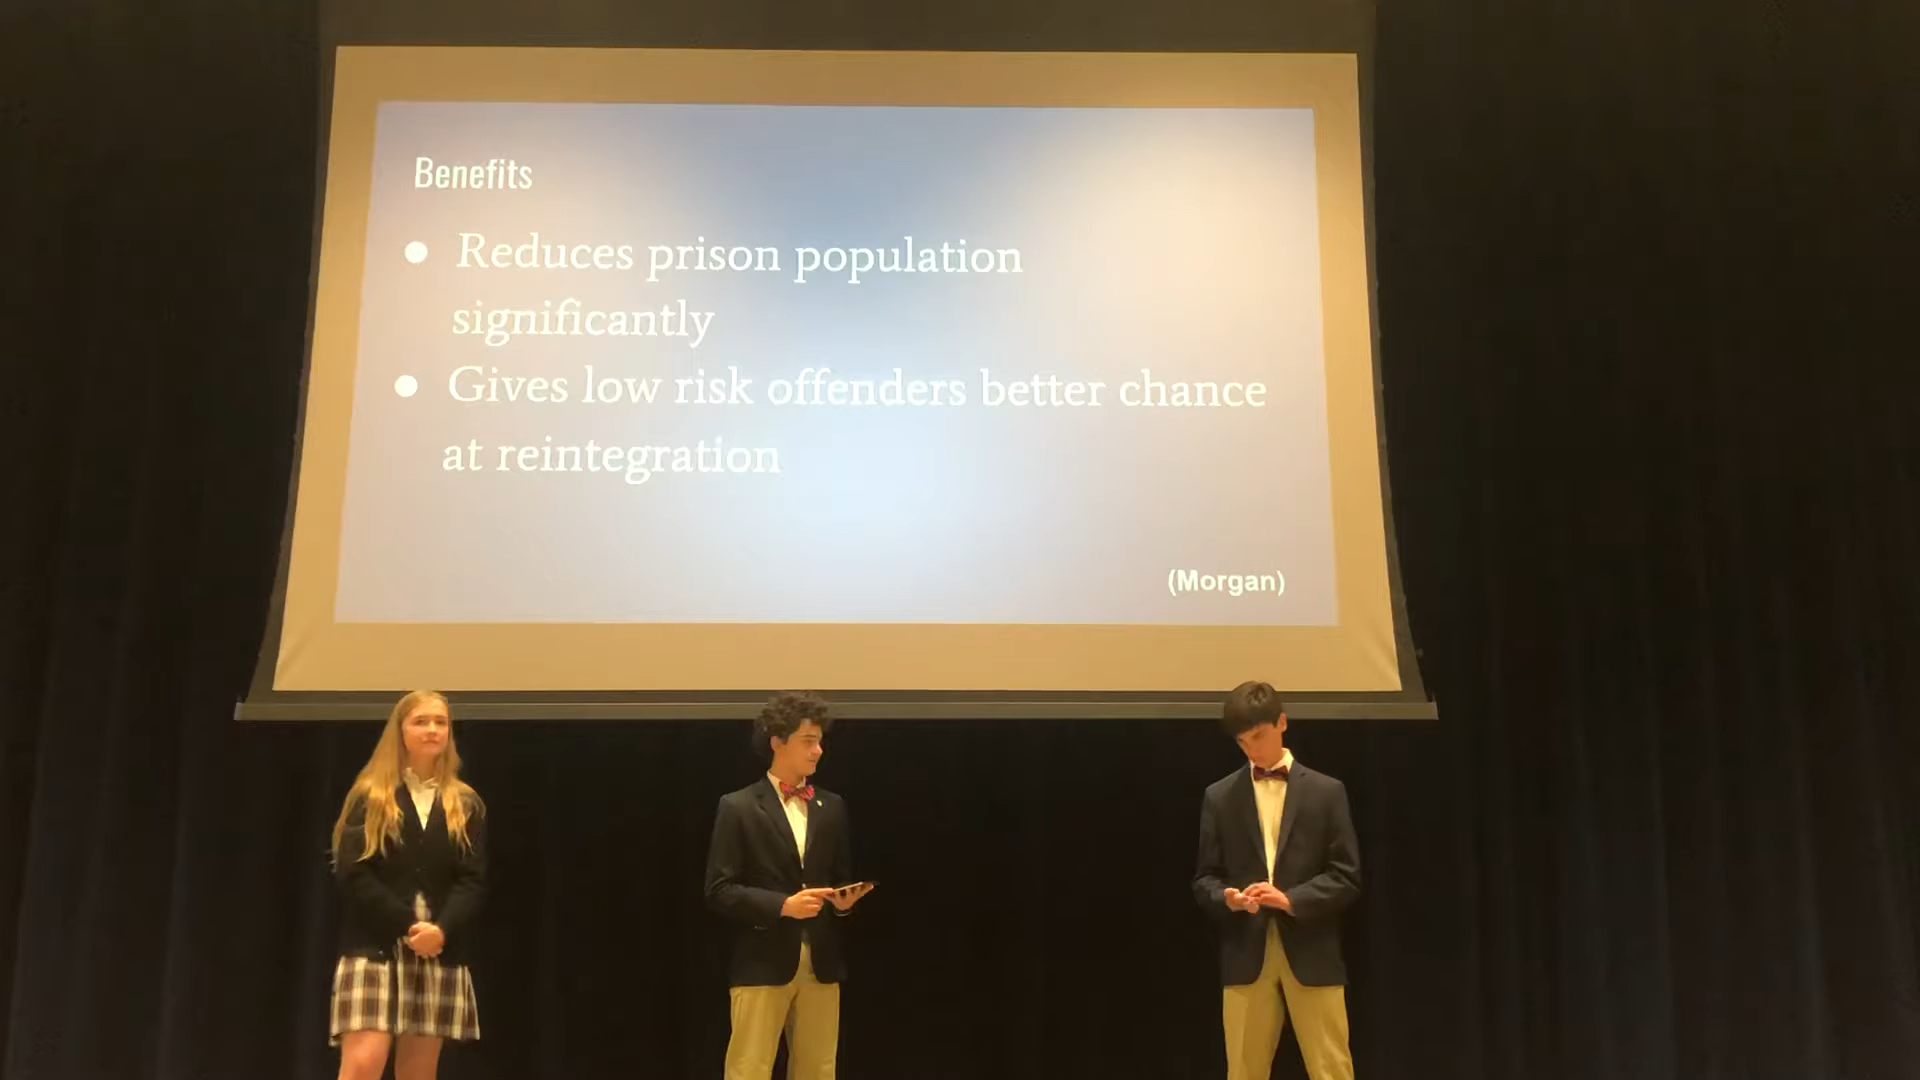 Benefits
● Reduces prison population
significantly
● Gives low risk offenders better chance
at reintegration
(Morgan)